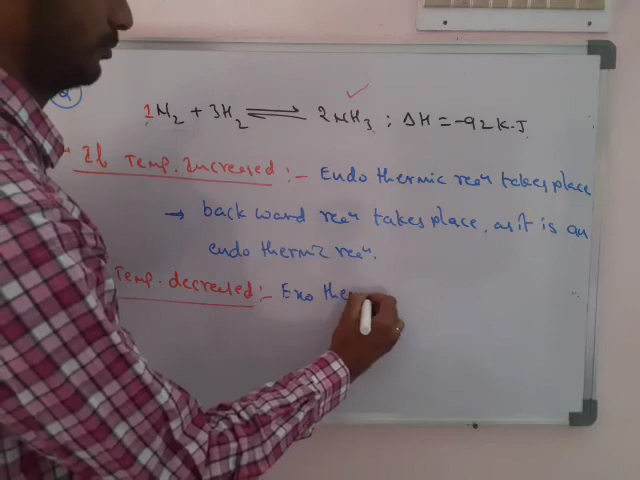 1N2 + 3H2 ⇌ 2NH3 ; ΔH = -92 K.J
If Temp. Increased :- Endo thermic reaⁿ takes place
→ back ward reaⁿ takes place, as it is an
endo thermic reaⁿ.
Temp. decreased :- Exo the